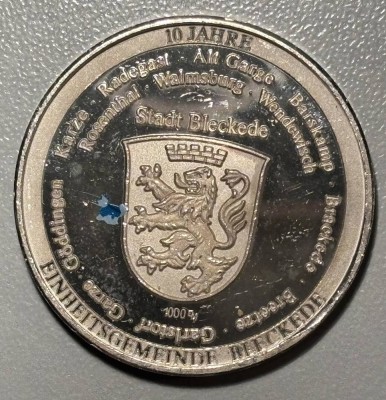 10 JAHRE
Göddingen · Karze · Radegast · Alt Garge · Barskamp · Brackede · Breetze · Garlstorf · Garze
Rosenthal · Walmsburg · Wendewisch
Stadt Bleckede
1000
EINHEITSGEMEINDE BLECKEDE